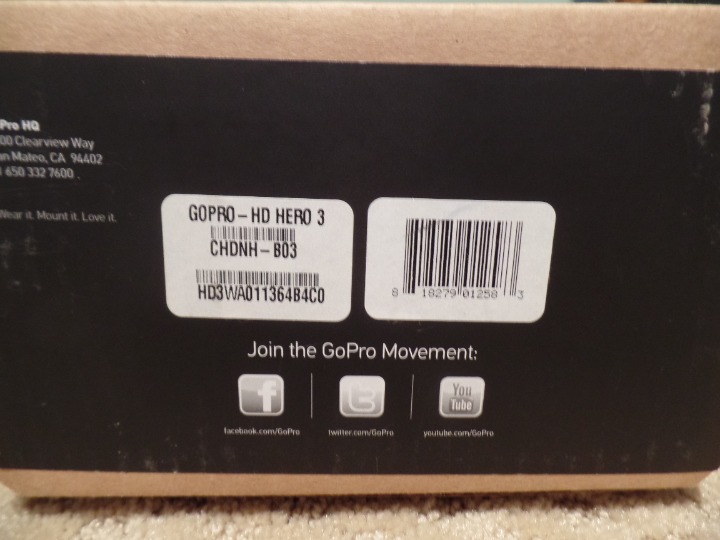 Pro HQ
00 Clearview Way
an Mateo, CA 94402
650 332 7600
Wear it. Mount it. Love it.
GOPRO-HD HERO 3
CHDNH-B03
HD3WA011364B4C0
8 18279 01258 3
Join the GoPro Movement:
f
t
You
Tube
facebook.com/GoPro
twitter.com/GoPro
youtube.com/GoPro